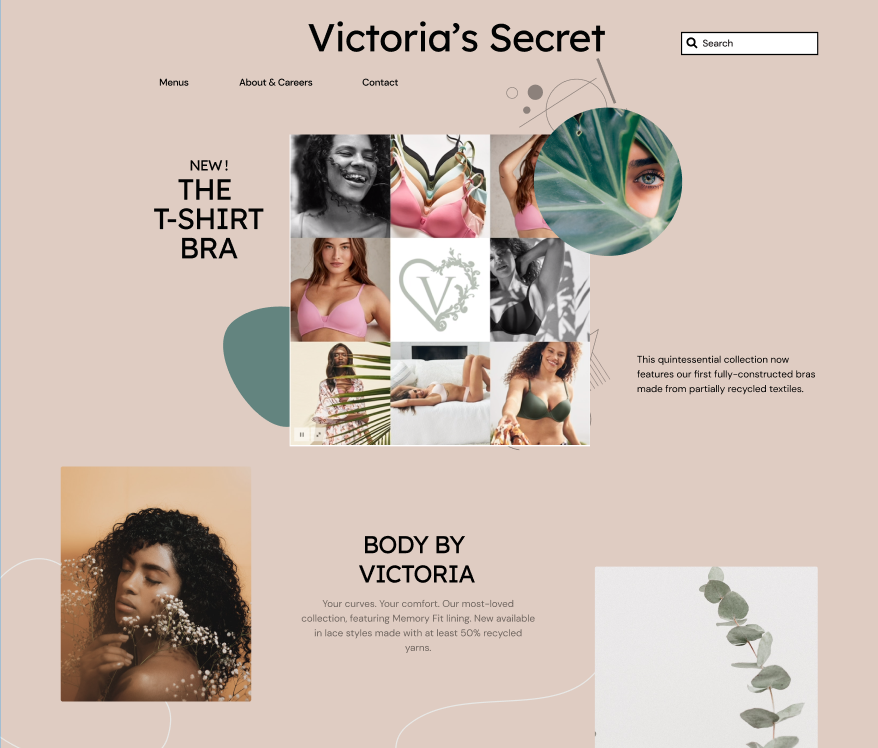 Victoria’s Secret
Search
Menus
About & Careers
Contact
NEW!
THE
T-SHIRT
BRA
V
This quintessential collection now
features our first fully-constructed bras
made from partially recycled textiles.
BODY BY
VICTORIA
Your curves. Your comfort. Our most-loved
collection, featuring Memory Fit lining. New available
in lace styles made with at least 50% recycled
yarns.